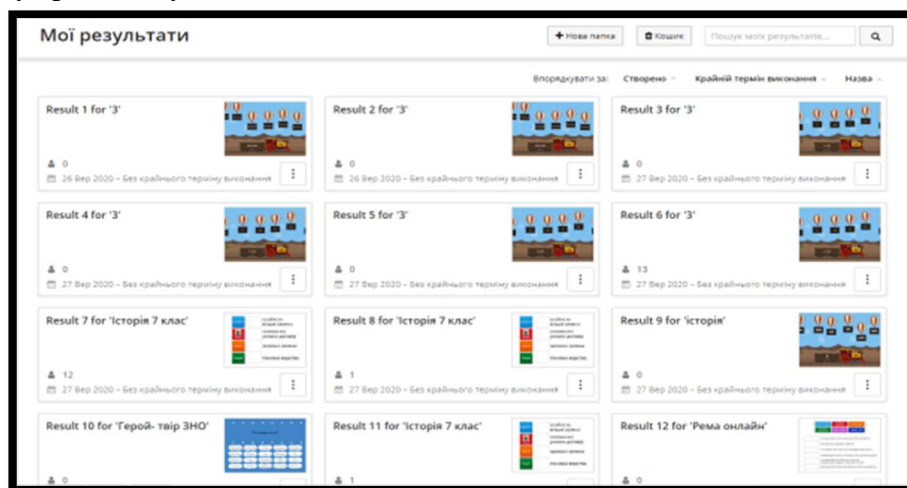 Мої результати
Нова папка
Кошик
Пошук моїх результатів...
Впорядкувати за: Створено Крайній термін виконання Назва
Result 1 for '3'
0
26 Вер 2020 – Без крайнього терміну виконання
Result 2 for '3'
0
26 Вер 2020 – Без крайнього терміну виконання
Result 3 for '3'
0
27 Вер 2020 – Без крайнього терміну виконання
Result 4 for '3'
0
27 Вер 2020 – Без крайнього терміну виконання
Result 5 for '3'
0
27 Вер 2020 – Без крайнього терміну виконання
Result 6 for '3'
13
27 Вер 2020 – Без крайнього терміну виконання
Result 7 for 'Історія 7 клас'
12
27 Вер 2020 – Без крайнього терміну виконання
Result 8 for 'Історія 7 клас'
1
27 Вер 2020 – Без крайнього терміну виконання
Result 9 for 'історія'
0
27 Вер 2020 – Без крайнього терміну виконання
Result 10 for 'Герой- твір ЗНО'
0
Result 11 for 'Історія 7 клас'
1
Result 12 for 'Рема онлайн'
0